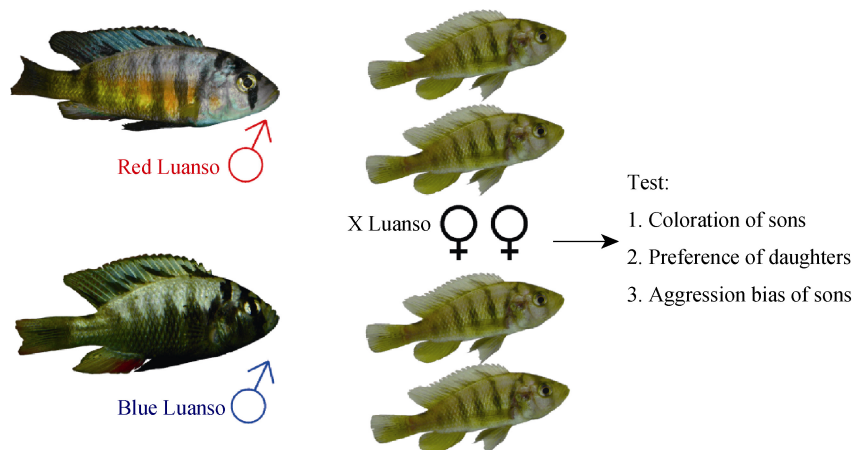 Red Luanso
X Luanso
Blue Luanso
Test:
1. Coloration of sons
2. Preference of daughters
3. Aggression bias of sons